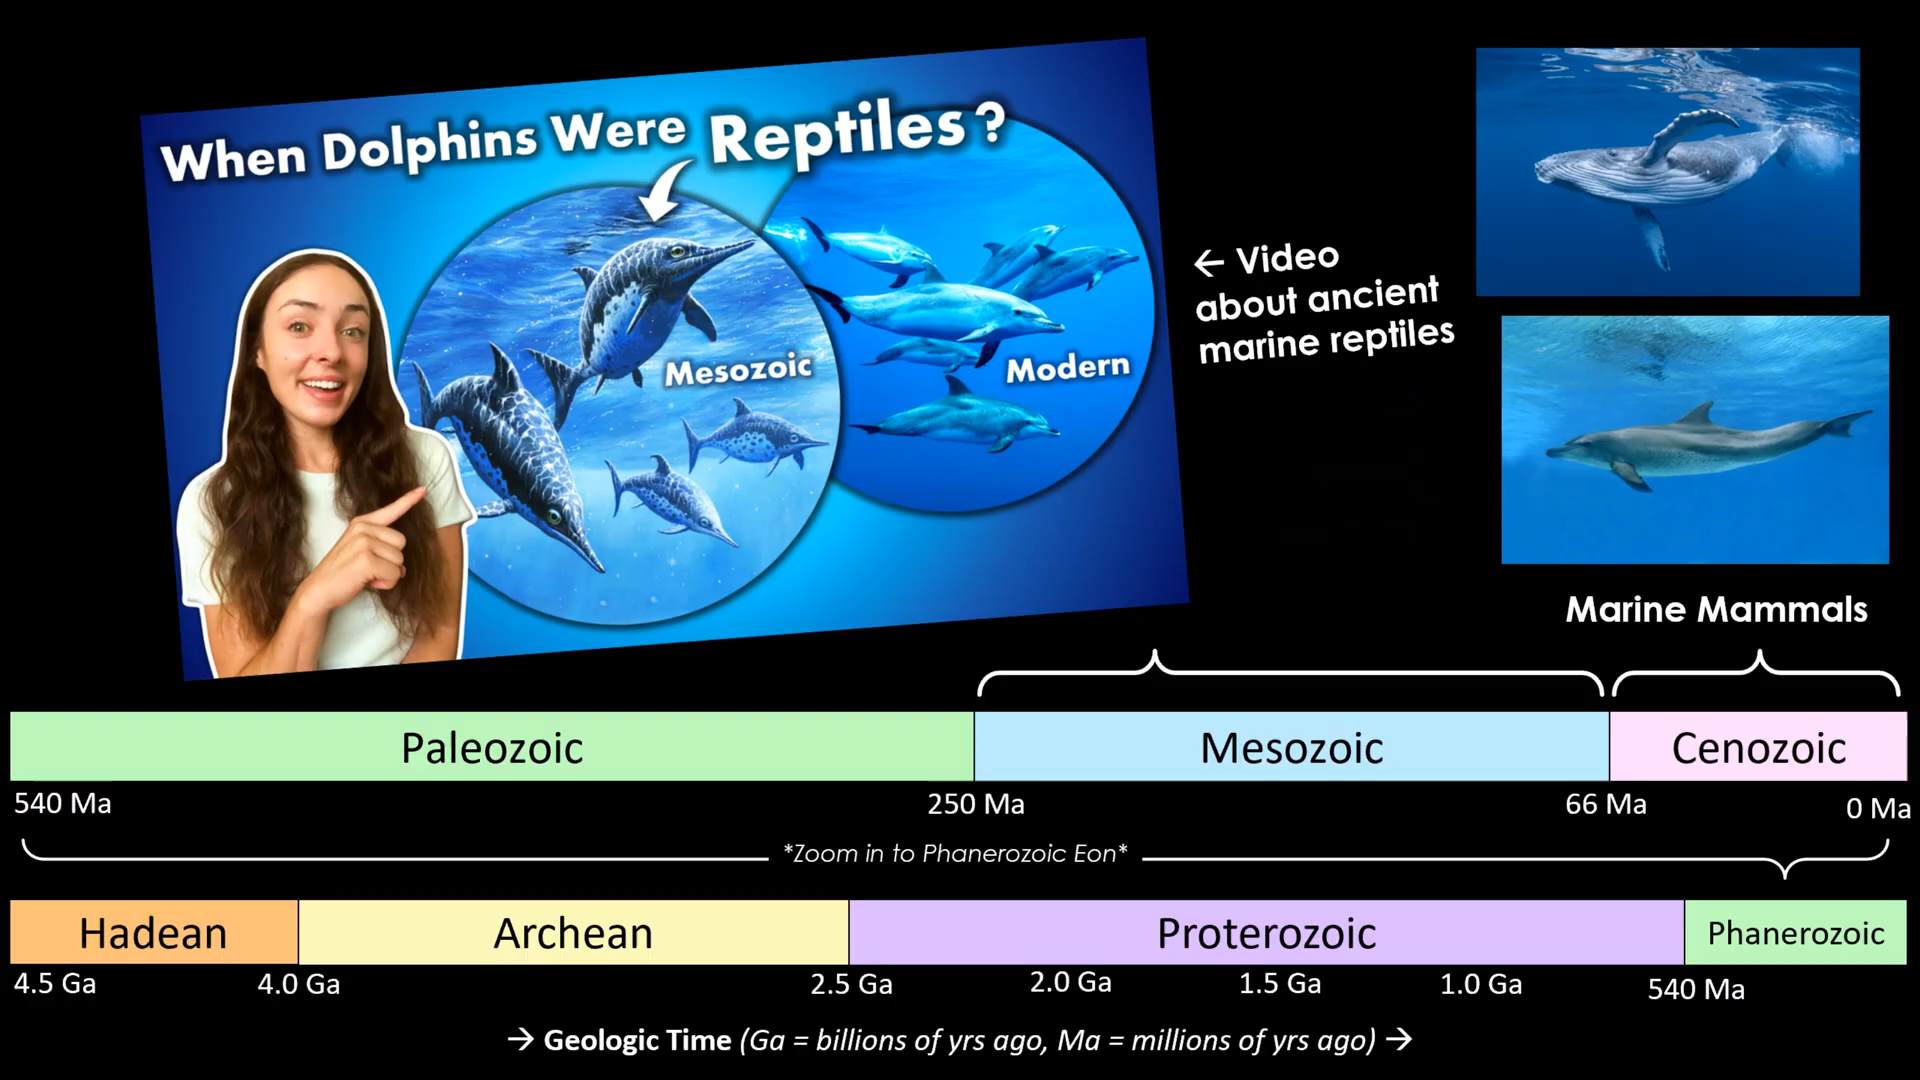 When Dolphins Were Reptiles?
Mesozoic
Modern
← Video
about ancient
marine reptiles
Marine Mammals
Paleozoic
Mesozoic
Cenozoic
540 Ma
250 Ma
66 Ma
0 Ma
*Zoom in to Phanerozoic Eon*
Hadean
Archean
Proterozoic
Phanerozoic
4.5 Ga
4.0 Ga
2.5 Ga
2.0 Ga
1.5 Ga
1.0 Ga
540 Ma
→ Geologic Time (Ga = billions of yrs ago, Ma = millions of yrs ago) →